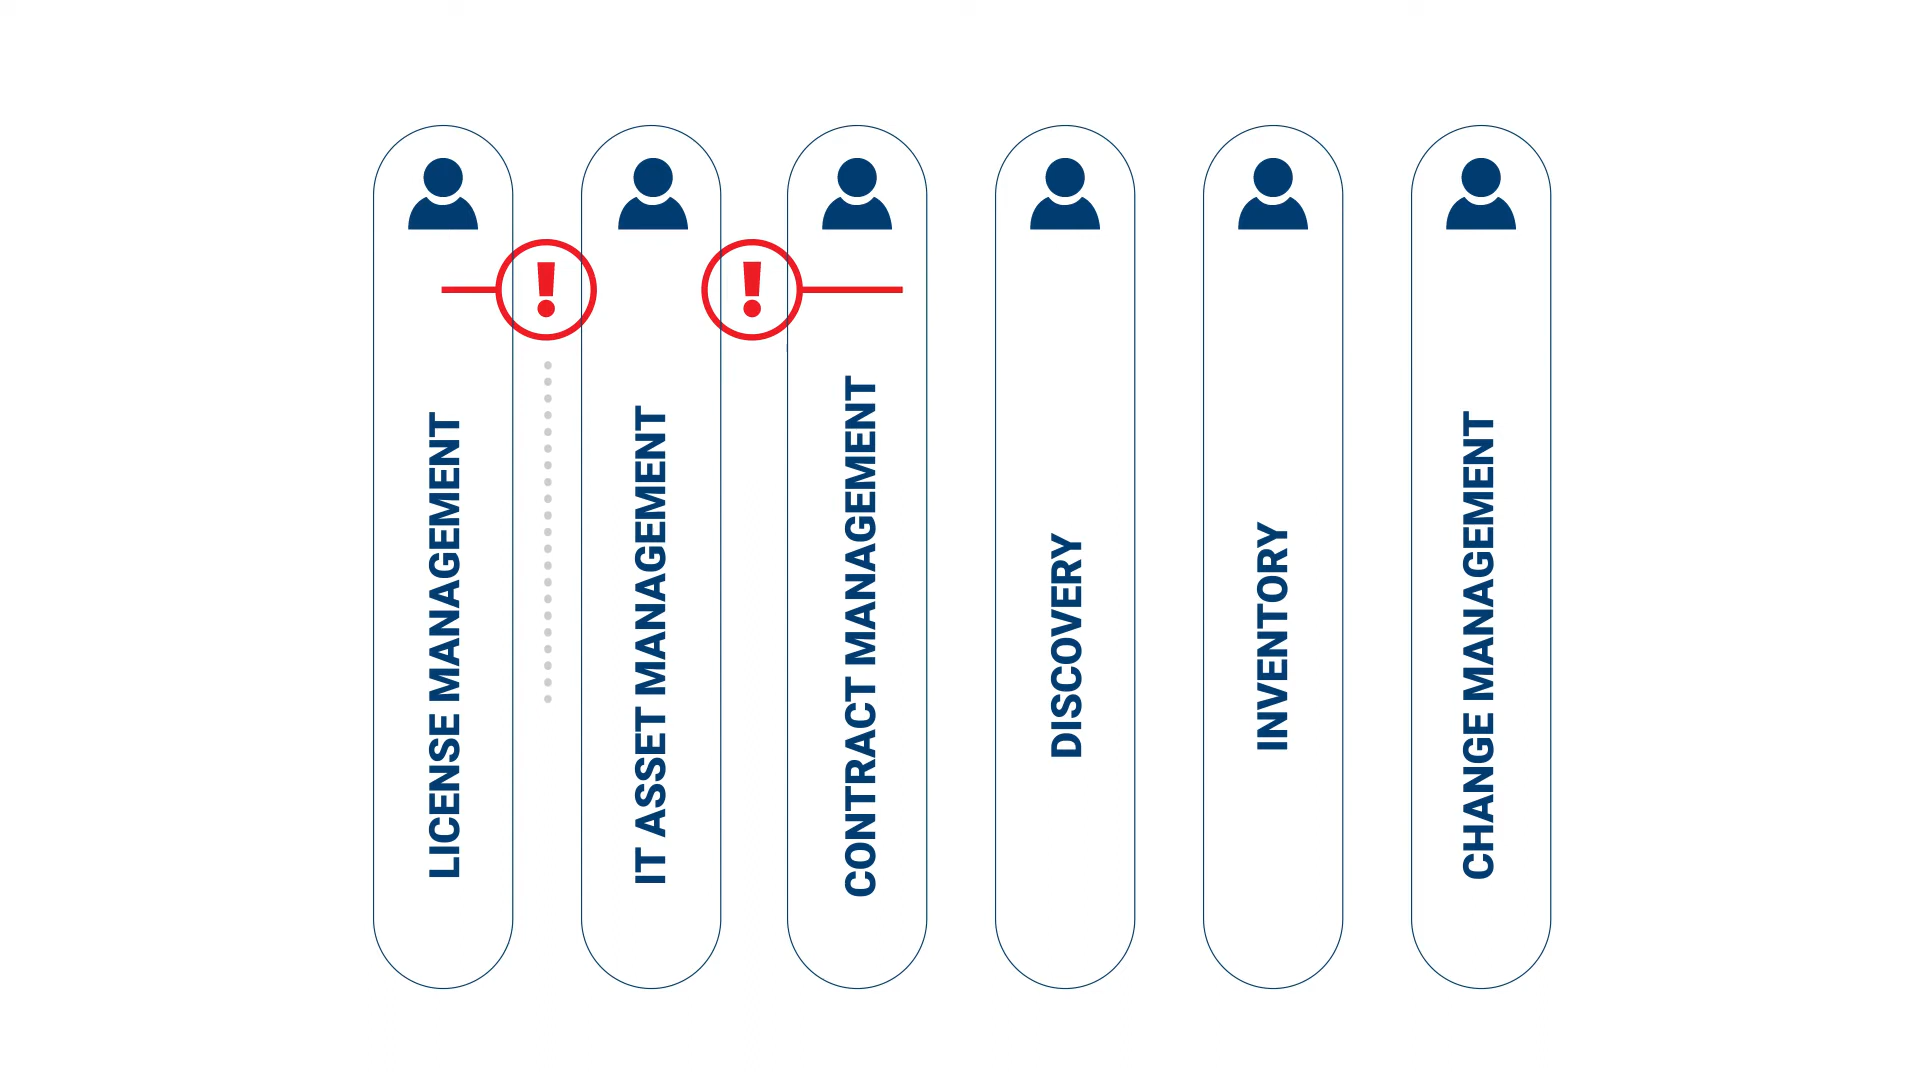 !
!
LICENSE MANAGEMENT
IT ASSET MANAGEMENT
CONTRACT MANAGEMENT
DISCOVERY
INVENTORY
CHANGE MANAGEMENT